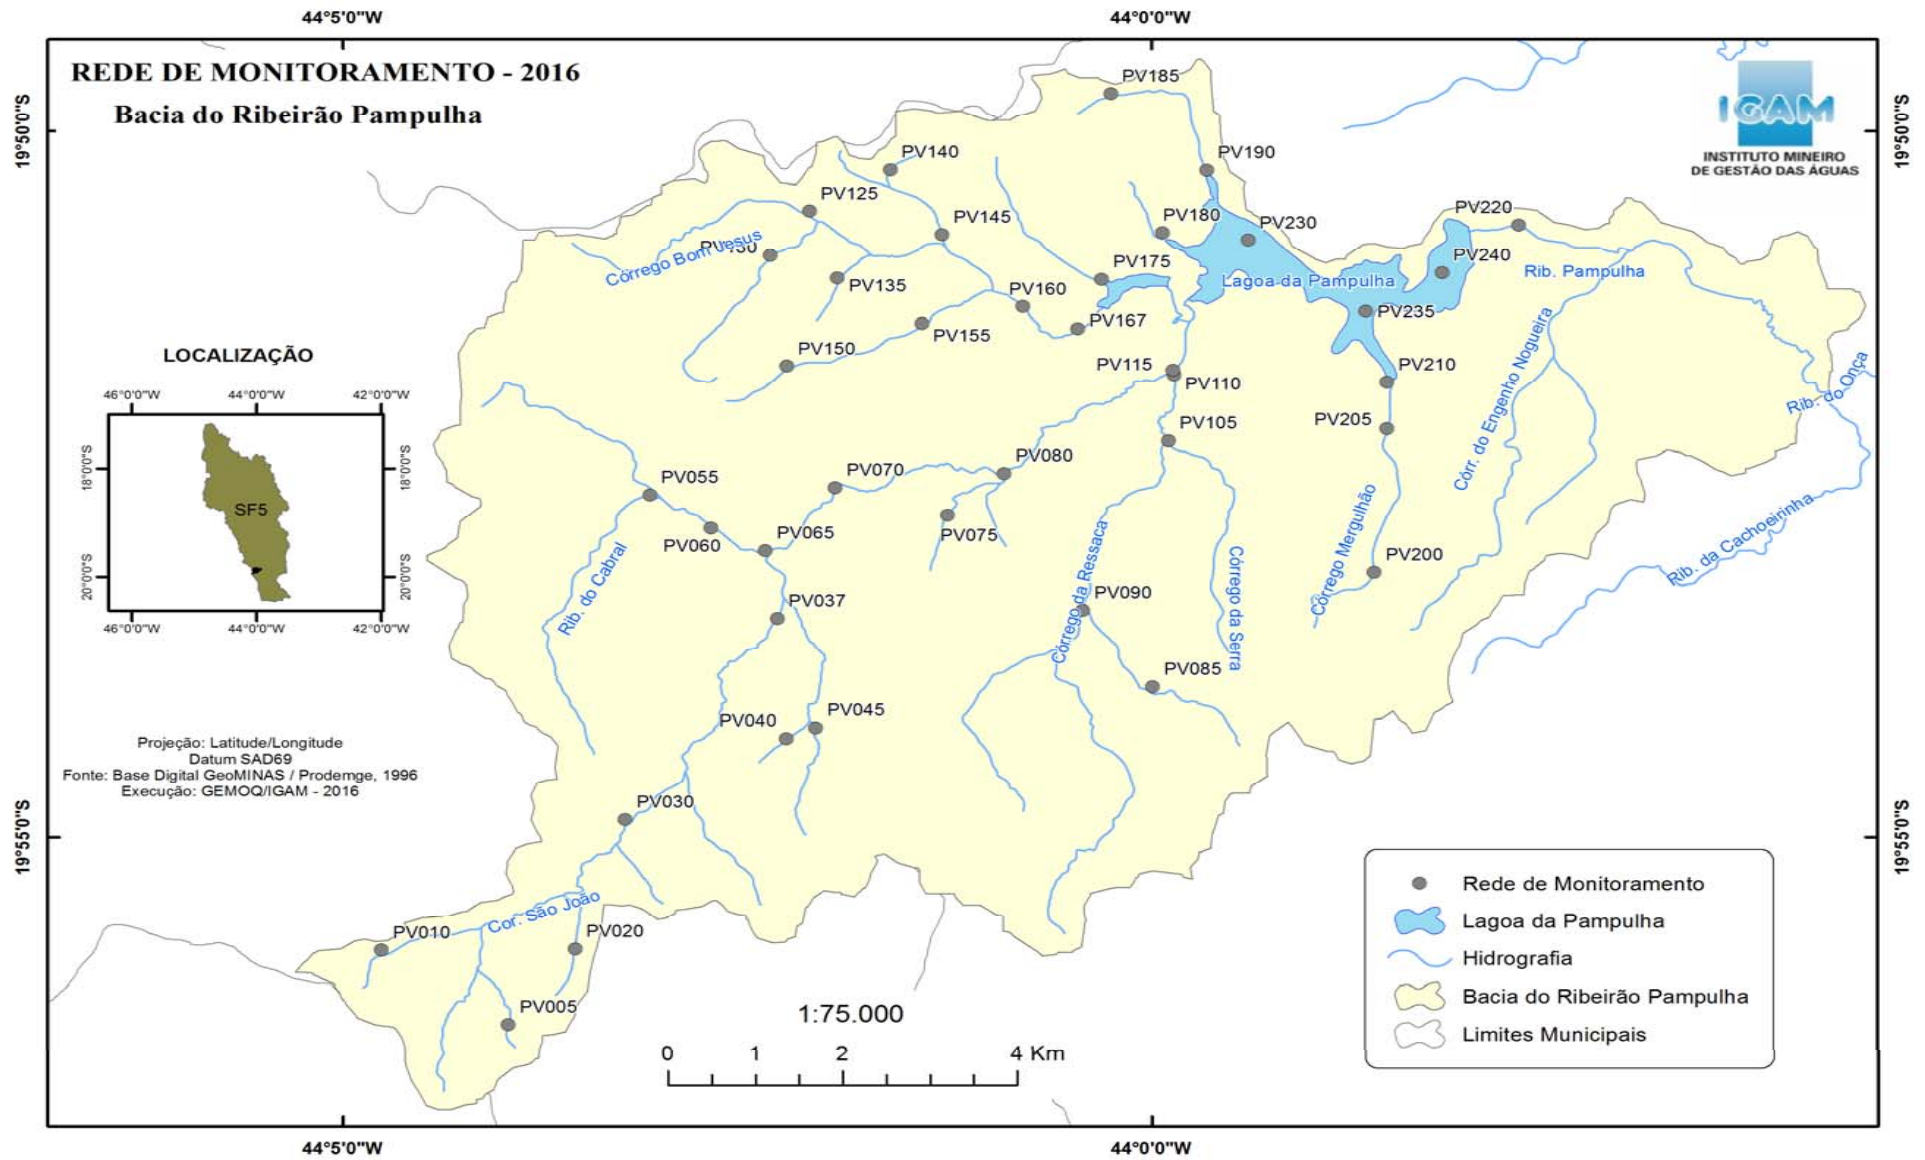 44°5'0"W
44°0'0"W
REDE DE MONITORAMENTO - 2016
Bacia do Ribeirão Pampulha
19°50'0"S
19°50'0"S
IGAM
INSTITUTO MINEIRO
DE GESTÃO DAS ÁGUAS
PV185
PV140
PV190
PV125
PV145
PV180
PV230
PV220
PV240
Córrego Bom Jesus
PV135
PV175
Lagoa da Pampulha
Rib. Pampulha
PV160
PV167
PV235
PV155
PV150
PV115
PV110
PV210
Córr. do Engenho Nogueira
Rib. do Onça
PV105
PV205
PV055
PV070
PV080
PV060
PV065
PV075
Córrego Mergulhão
PV200
Rib. da Cachoeirinha
Rib. do Cabral
PV037
PV090
Córrego da Ressaca
Córrego da Serra
PV085
PV040
PV045
PV030
Cor. São João
PV010
PV020
PV005
LOCALIZAÇÃO
46°0'0"W
44°0'0"W
42°0'0"W
18°0'0"S
18°0'0"S
SF5
20°0'0"S
20°0'0"S
46°0'0"W
44°0'0"W
42°0'0"W
Projeção: Latitude/Longitude
Datum SAD69
Fonte: Base Digital GeoMINAS / Prodemge, 1996
Execução: GEMOQ/IGAM - 2016
19°55'0"S
19°55'0"S
1:75.000
0 1 2 4 Km
Rede de Monitoramento
Lagoa da Pampulha
Hidrografia
Bacia do Ribeirão Pampulha
Limites Municipais
44°5'0"W
44°0'0"W